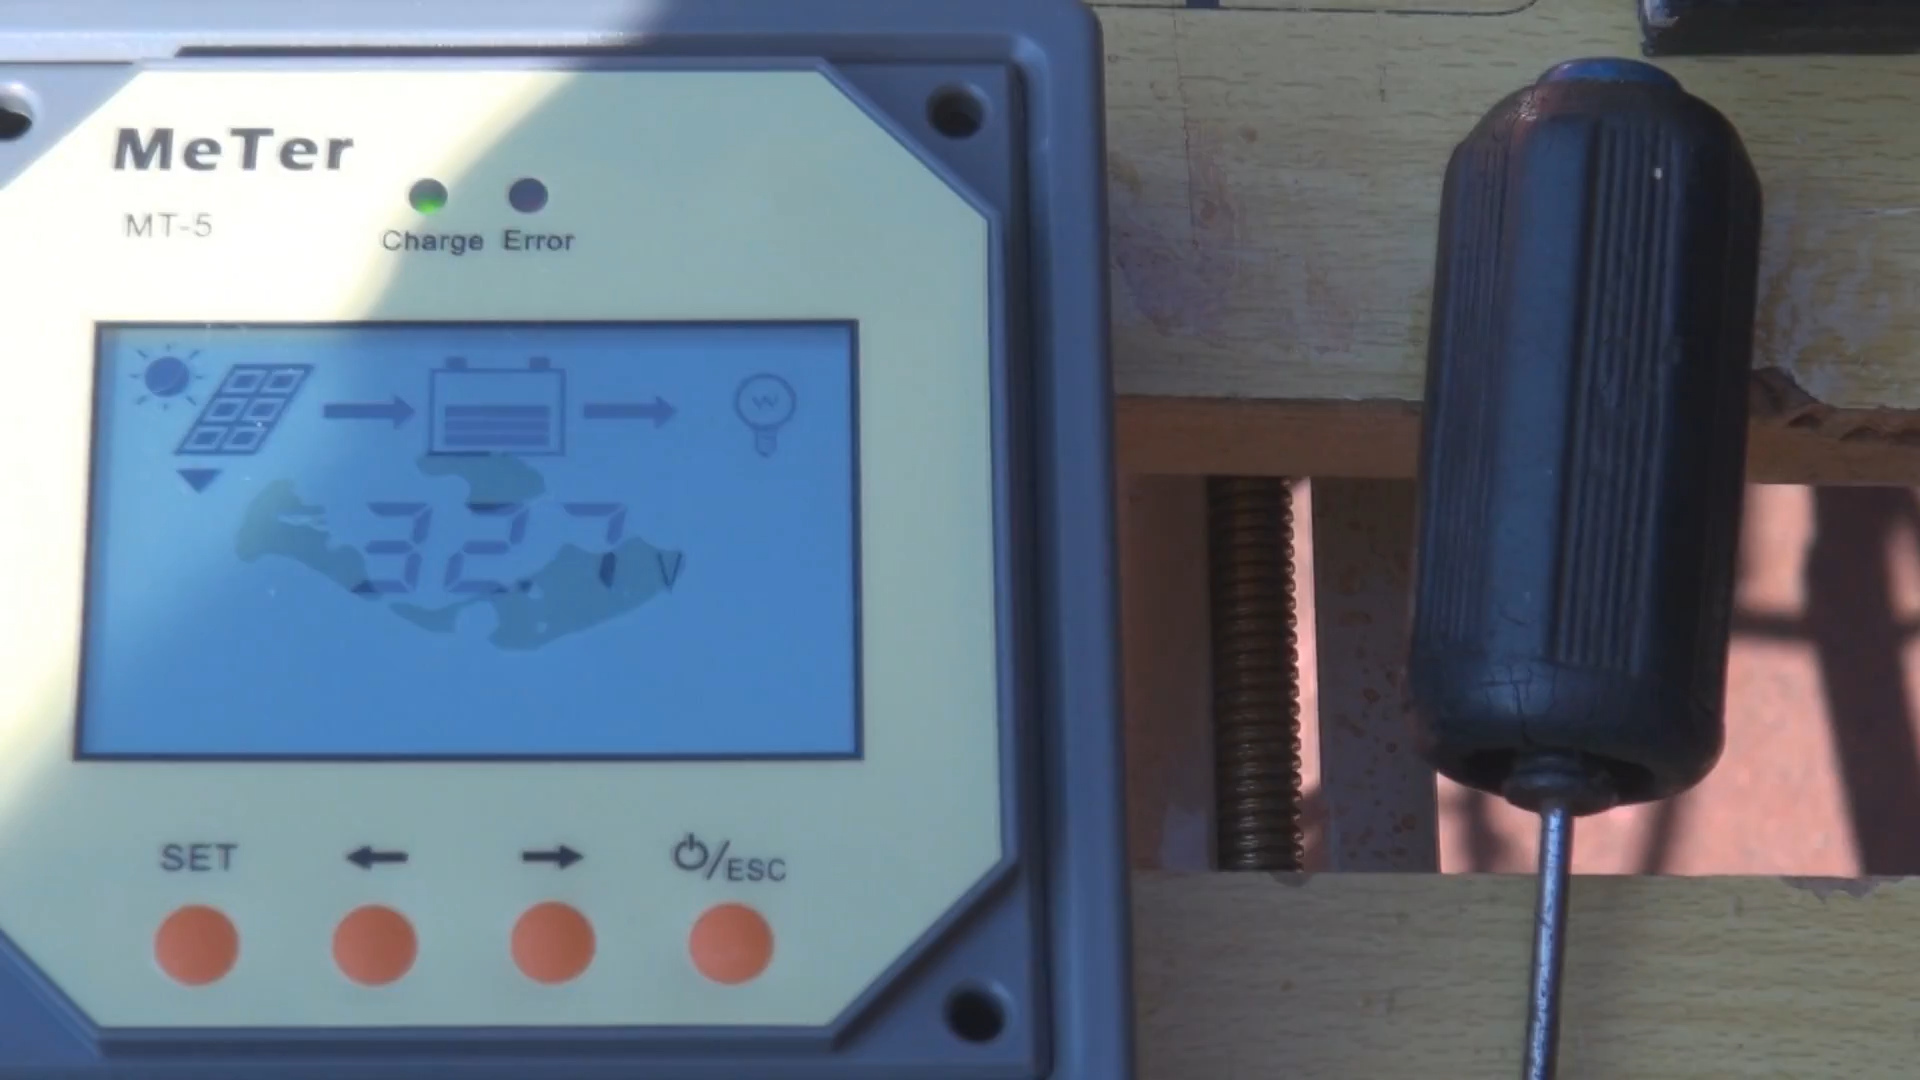 MeTer
MT-5
Charge Error
32.7 V
SET
⏻/ESC